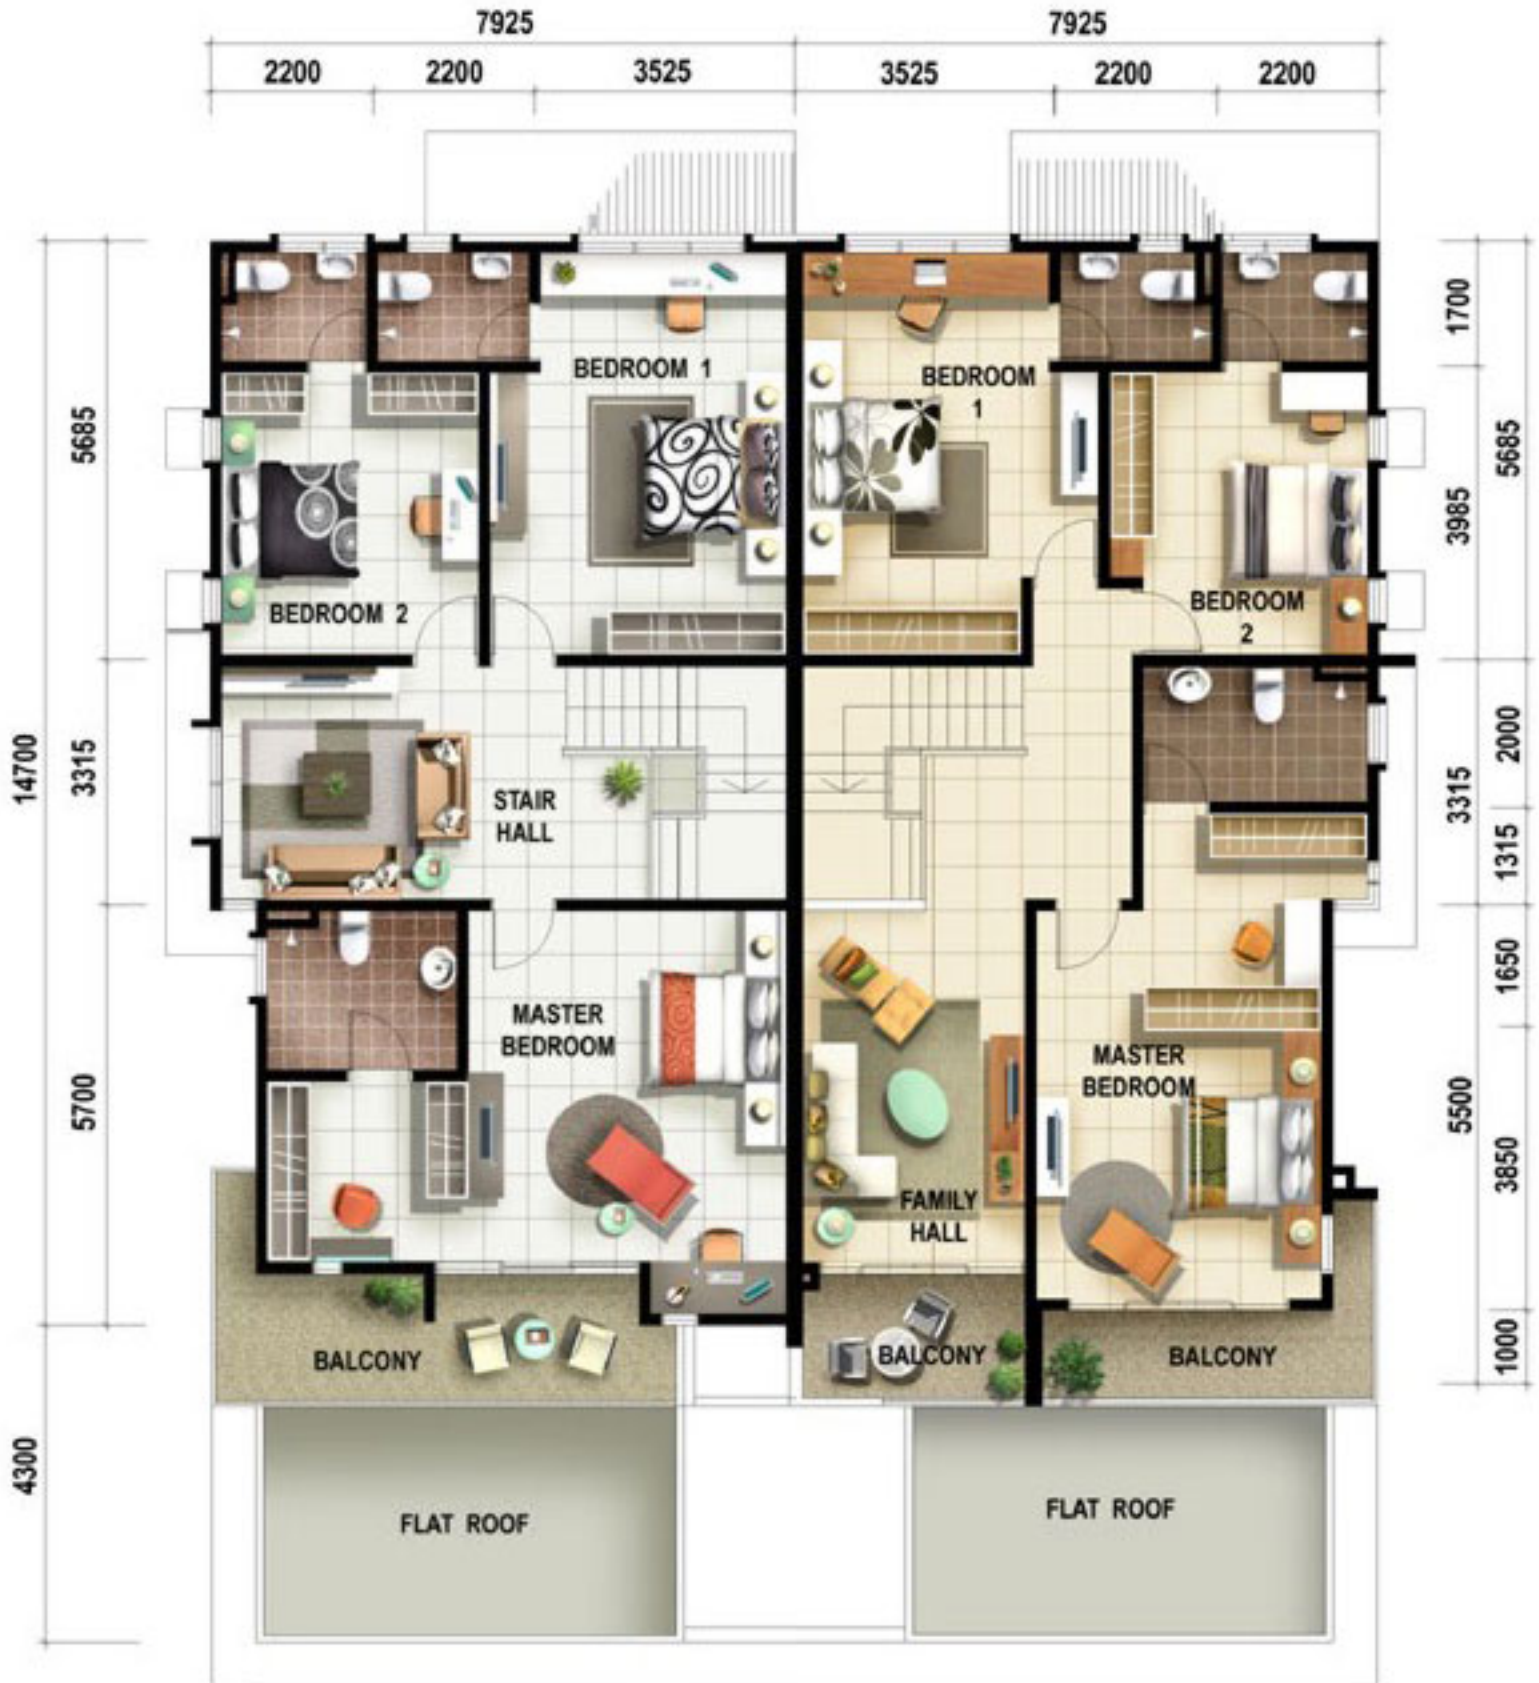 7925 7925
2200 2200 3525 3525 2200 2200
BEDROOM 1
BEDROOM
1
BEDROOM 2
BEDROOM
2
STAIR
HALL
MASTER
BEDROOM
MASTER
BEDROOM
FAMILY
HALL
BALCONY
BALCONY
BALCONY
FLAT ROOF
FLAT ROOF
14700
4300
5685
3315
5700
1700
3985
3315
5500
5685
2000
1315
1650
3850
1000